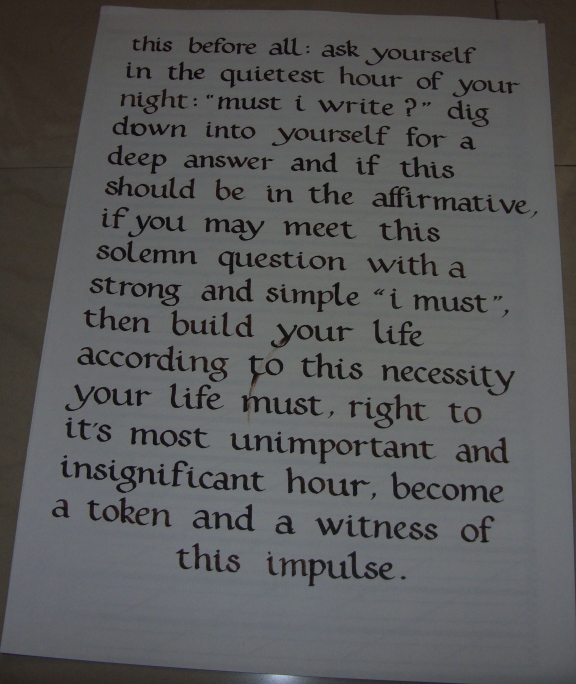 this before all: ask yourself
in the quietest hour of your
night: "must i write?" dig
down into yourself for a
deep answer and if this
should be in the affirmative,
if you may meet this
solemn question with a
strong and simple "i must",
then build your life
according to this necessity
your life must, right to
it's most unimportant and
insignificant hour, become
a token and a witness of
this impulse.